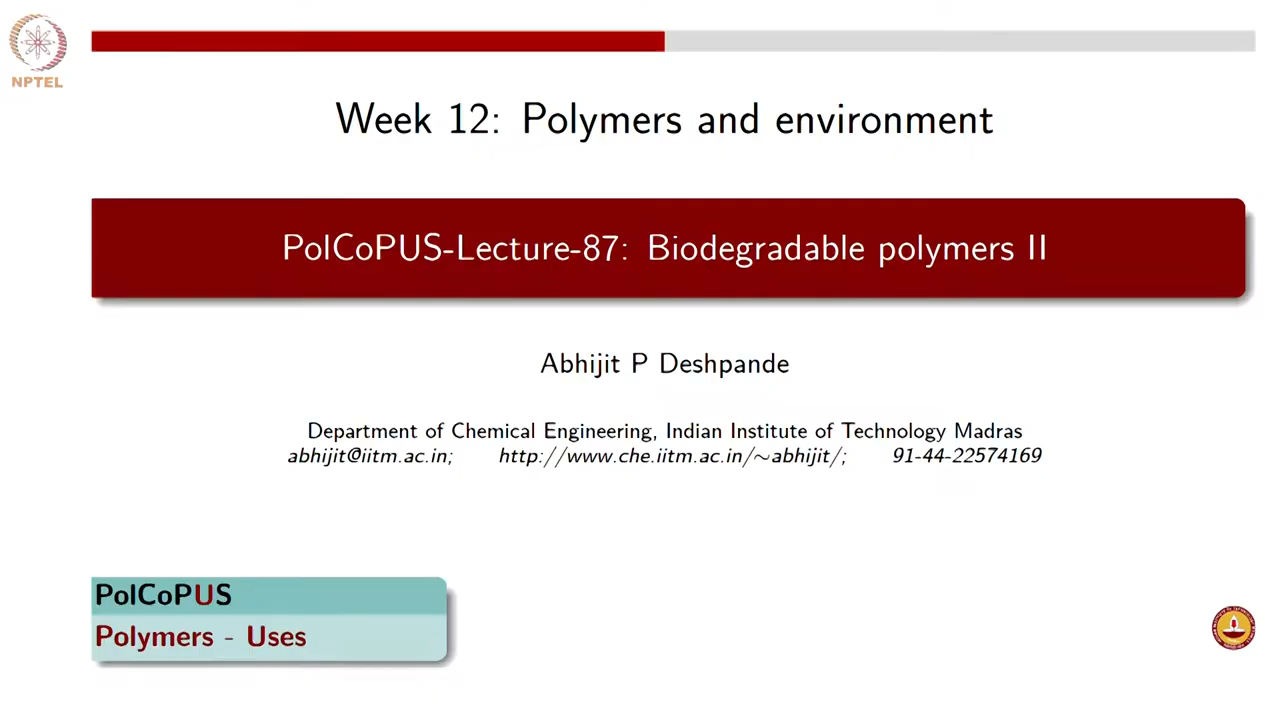 NPTEL
Week 12: Polymers and environment
PolCoPUS-Lecture-87: Biodegradable polymers II
Abhijit P Deshpande
Department of Chemical Engineering, Indian Institute of Technology Madras
abhijit@iitm.ac.in; http://www.che.iitm.ac.in/~abhijit/; 91-44-22574169
PolCoPUS
Polymers - Uses